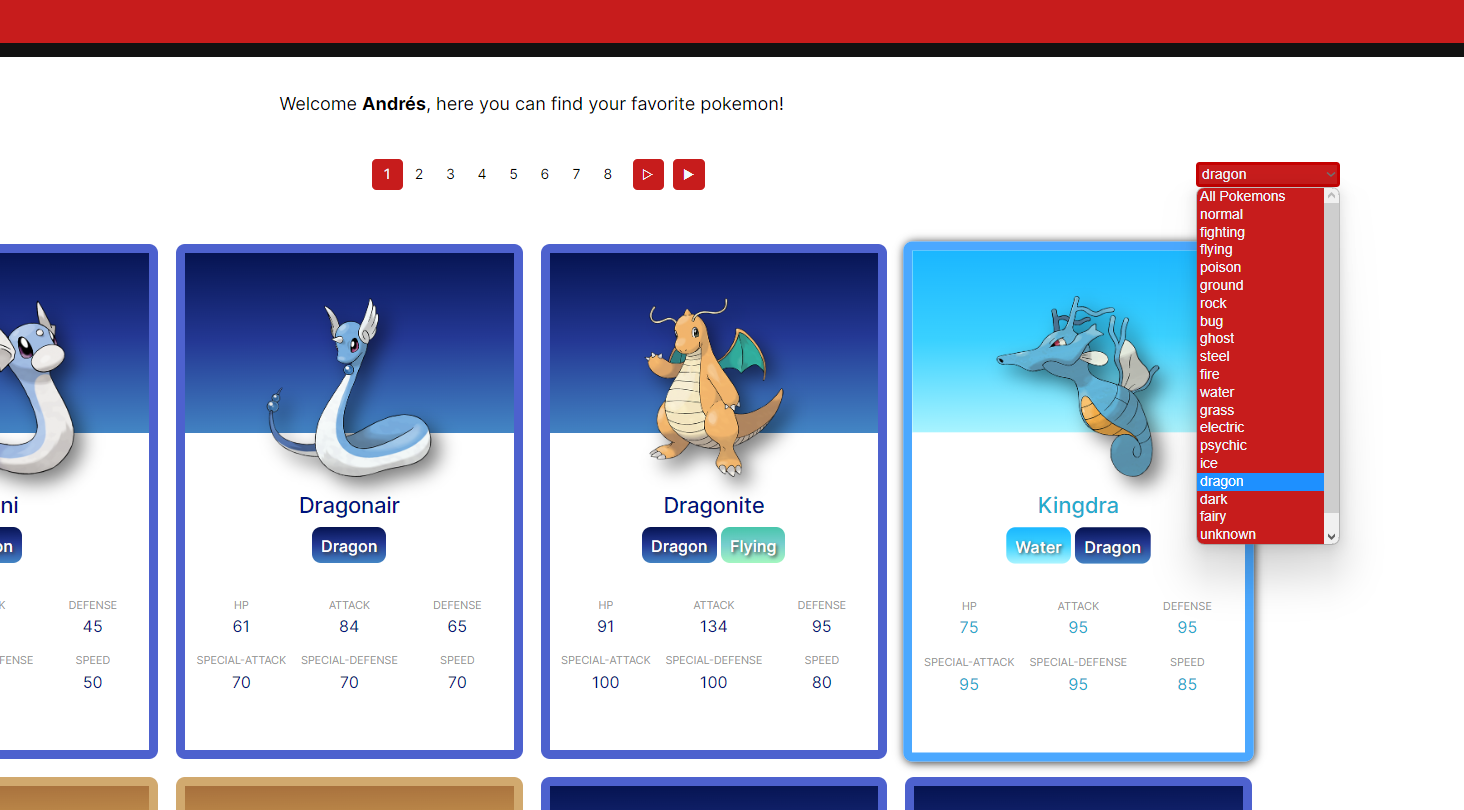 Welcome Andrés, here you can find your favorite pokemon!
1 2 3 4 5 6 7 8
dragon
All Pokemons
normal
fighting
flying
poison
ground
rock
bug
ghost
steel
fire
water
grass
electric
psychic
ice
dragon
dark
fairy
unknown
ni
on
K DEFENSE
45
FENSE SPEED
50
Dragonair
Dragon
HP ATTACK DEFENSE
61 84 65
SPECIAL-ATTACK SPECIAL-DEFENSE SPEED
70 70 70
Dragonite
Dragon Flying
HP ATTACK DEFENSE
91 134 95
SPECIAL-ATTACK SPECIAL-DEFENSE SPEED
100 100 80
Kingdra
Water Dragon
HP ATTACK DEFENSE
75 95 95
SPECIAL-ATTACK SPECIAL-DEFENSE SPEED
95 95 85